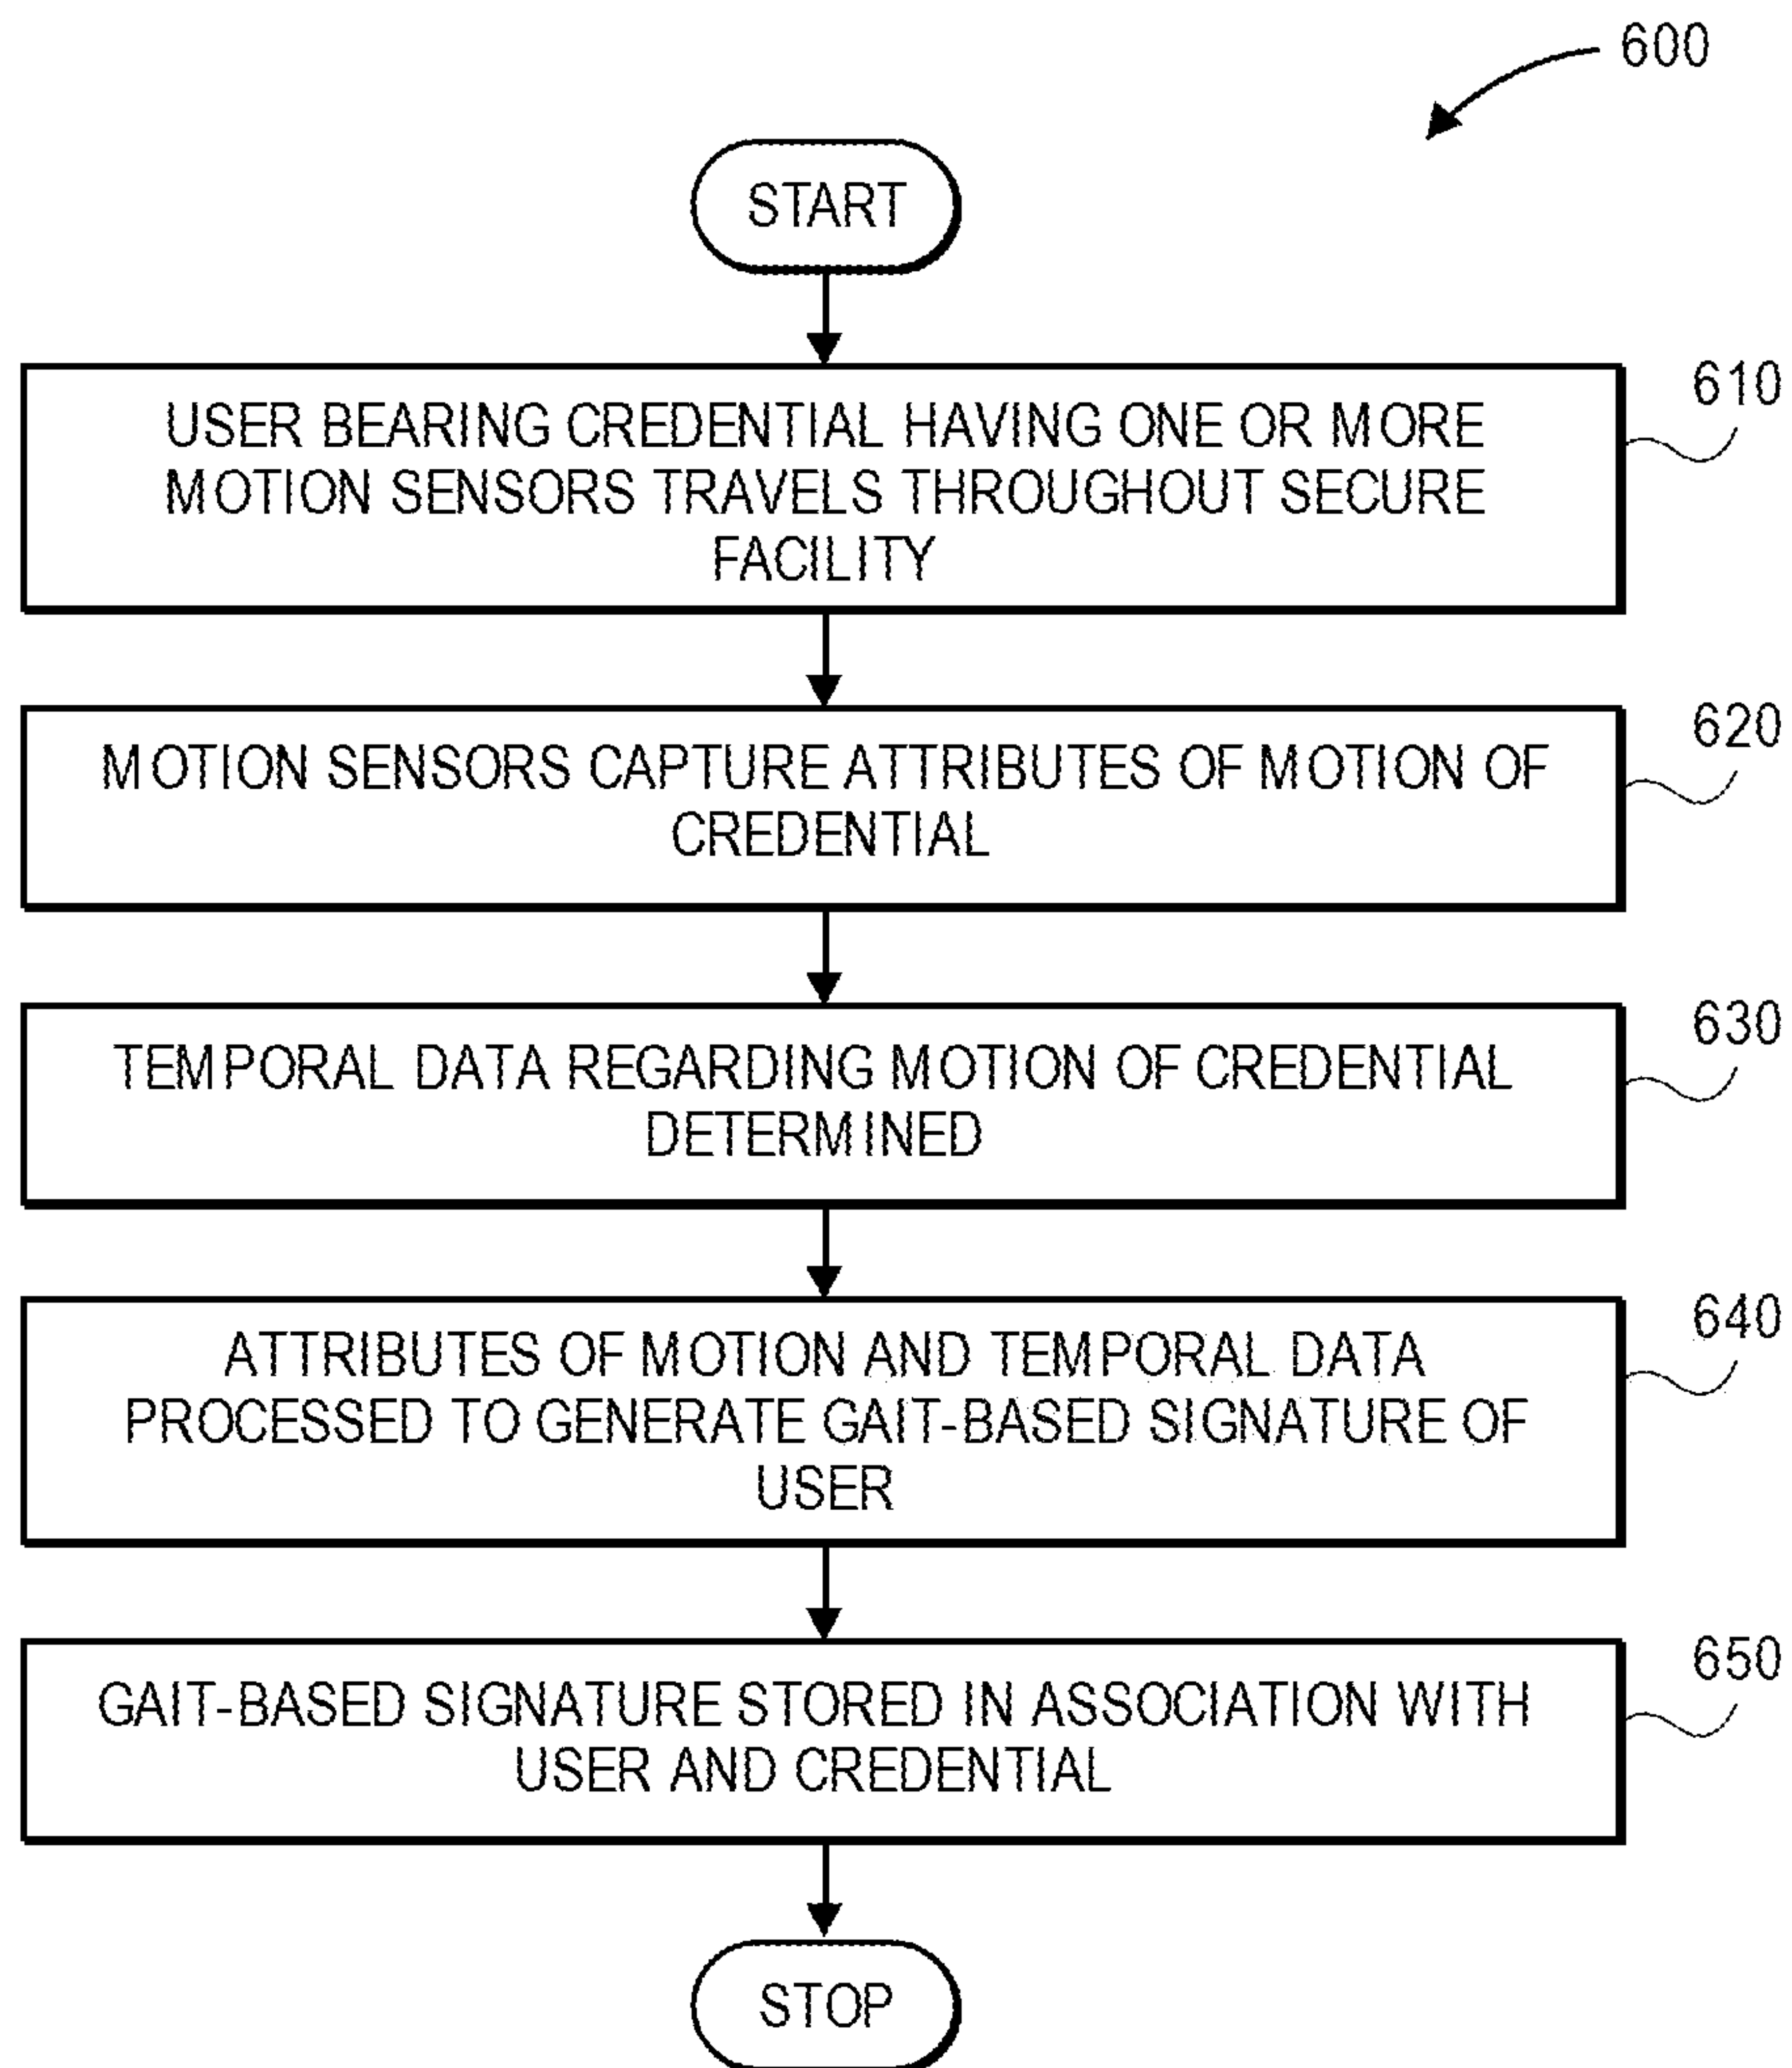 600
START
610
USER BEARING CREDENTIAL HAVING ONE OR MORE
MOTION SENSORS TRAVELS THROUGHOUT SECURE
FACILITY
620
MOTION SENSORS CAPTURE ATTRIBUTES OF MOTION OF
CREDENTIAL
630
TEMPORAL DATA REGARDING MOTION OF CREDENTIAL
DETERMINED
640
ATTRIBUTES OF MOTION AND TEMPORAL DATA
PROCESSED TO GENERATE GAIT-BASED SIGNATURE OF
USER
650
GAIT-BASED SIGNATURE STORED IN ASSOCIATION WITH
USER AND CREDENTIAL
STOP